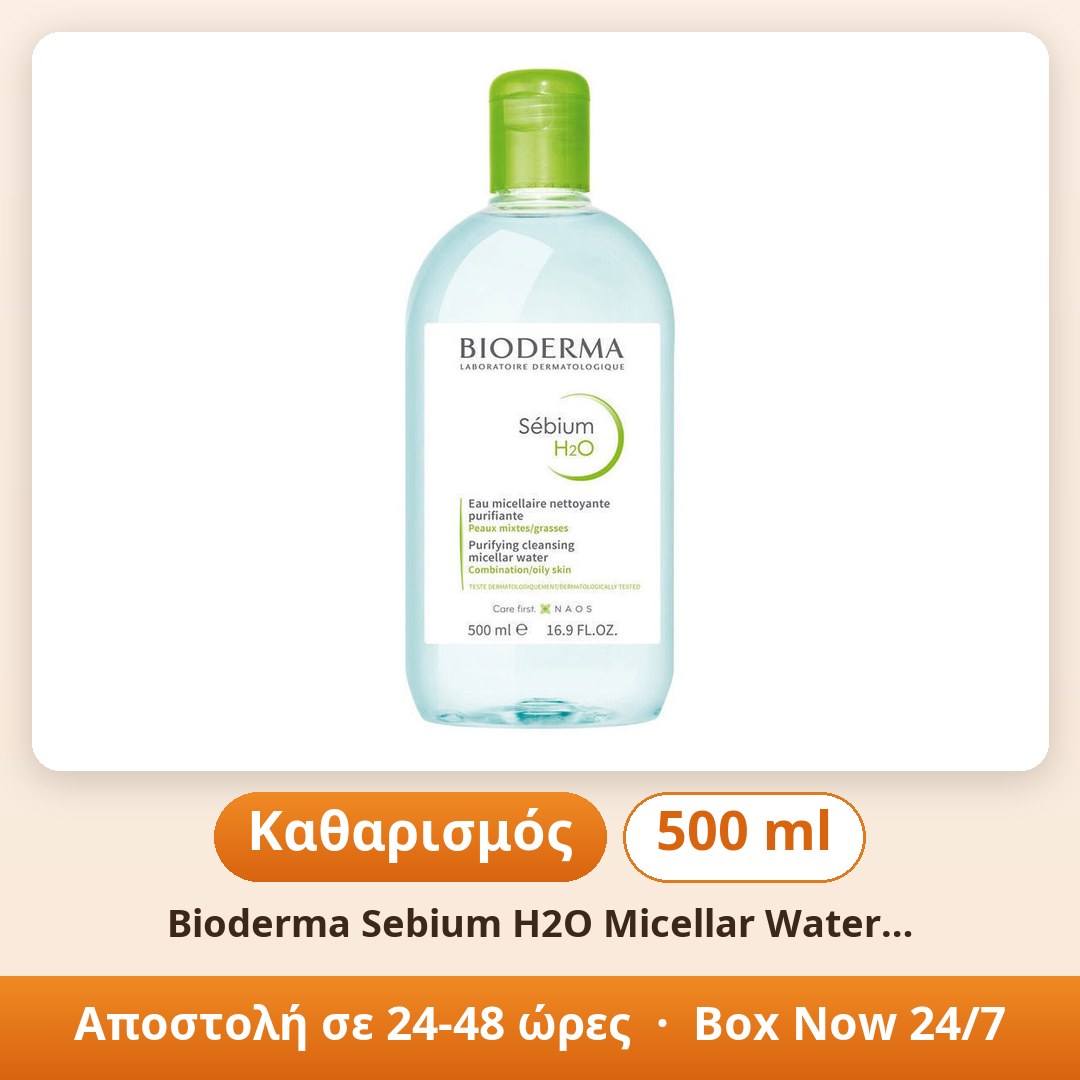 BIODERMA
LABORATOIRE DERMATOLOGIQUE
Sébium
H2O
Eau micellaire nettoyante
purifiante
Peaux mixtes/grasses
Purifying cleansing
micellar water
Combination/oily skin
TESTE DERMATOLOGIQUEMENT/DERMATOLOGICALLY TESTED
Care first. NAOS
500 ml ℮ 16.9 FL.OZ.
Καθαρισμός 500 ml
Bioderma Sebium H2O Micellar Water...
Αποστολή σε 24-48 ώρες · Box Now 24/7